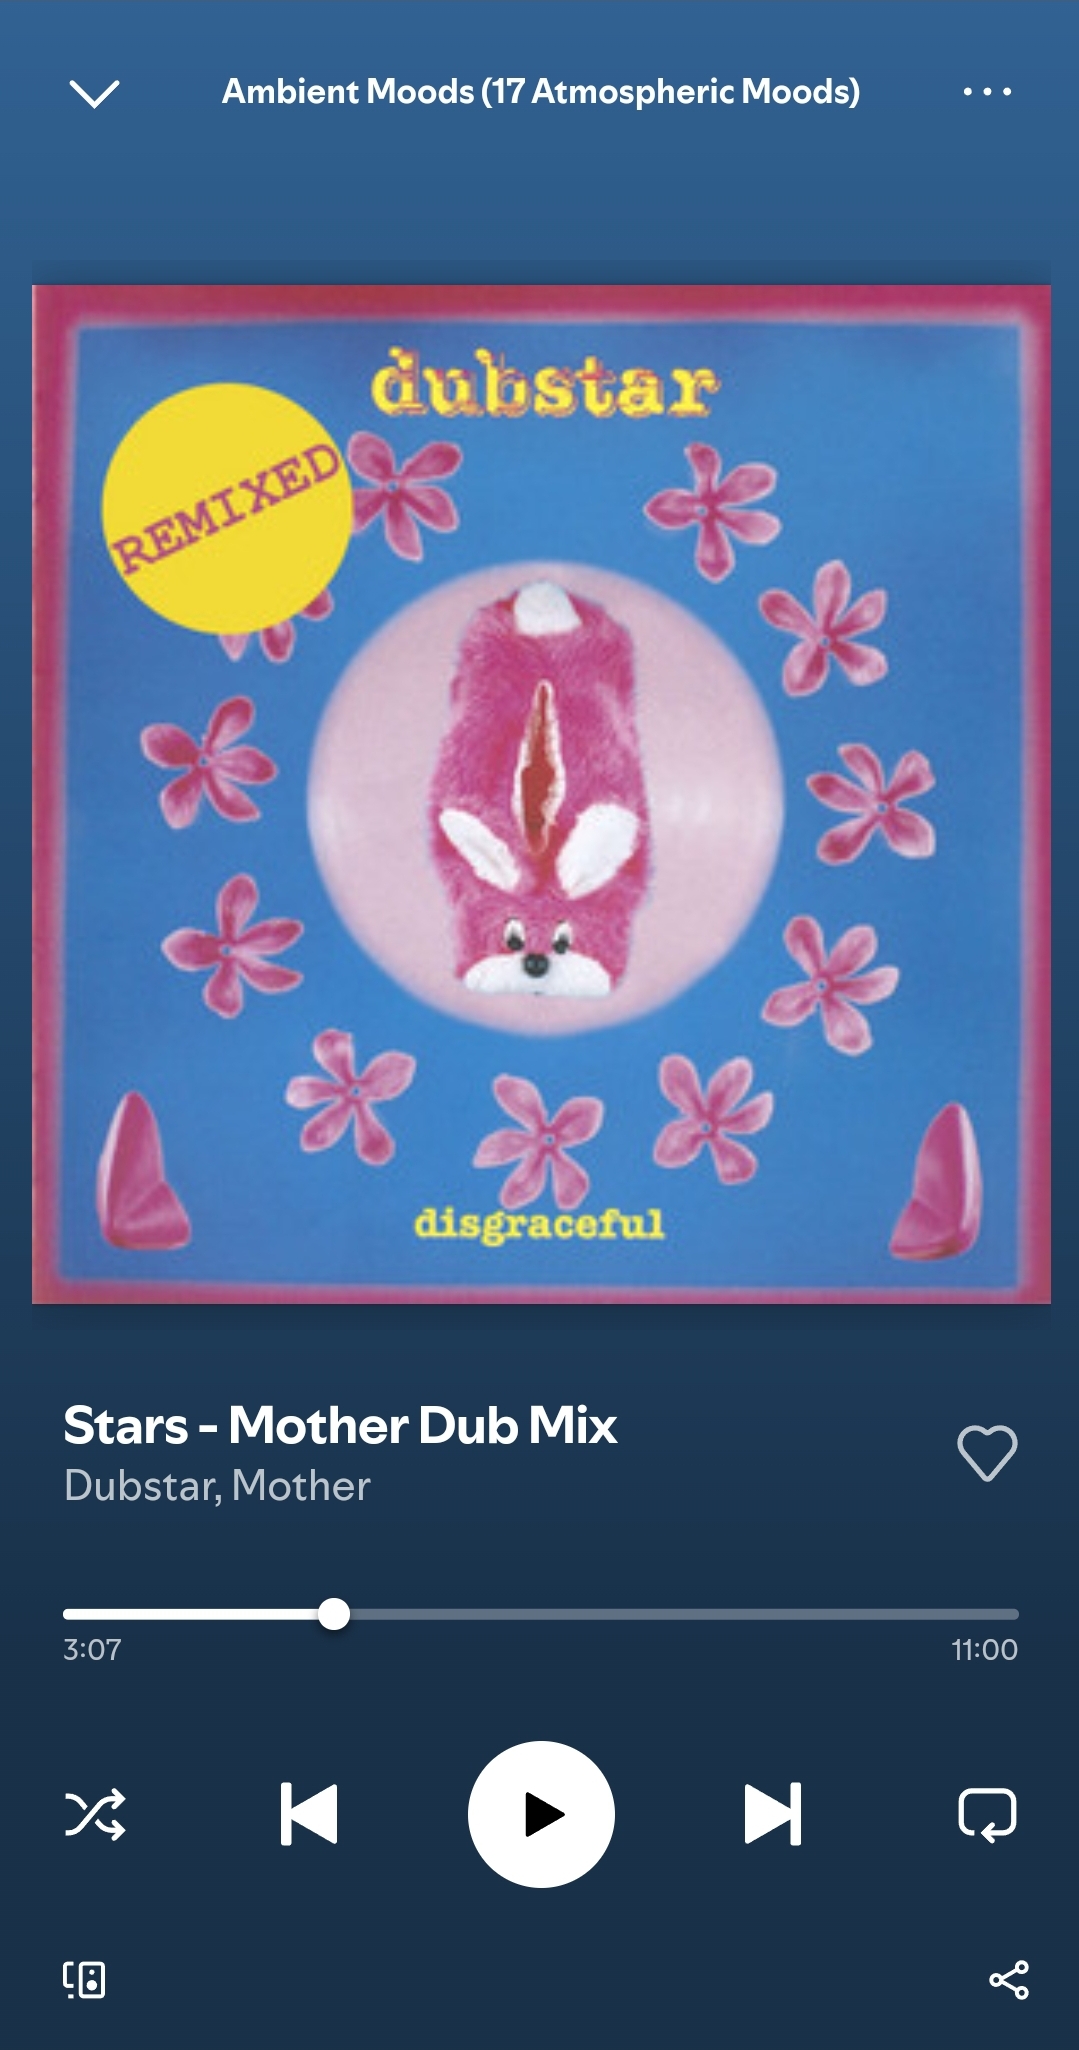 Ambient Moods (17 Atmospheric Moods)
dubstar
REMIXED
disgraceful
Stars - Mother Dub Mix
Dubstar, Mother
3:07
11:00